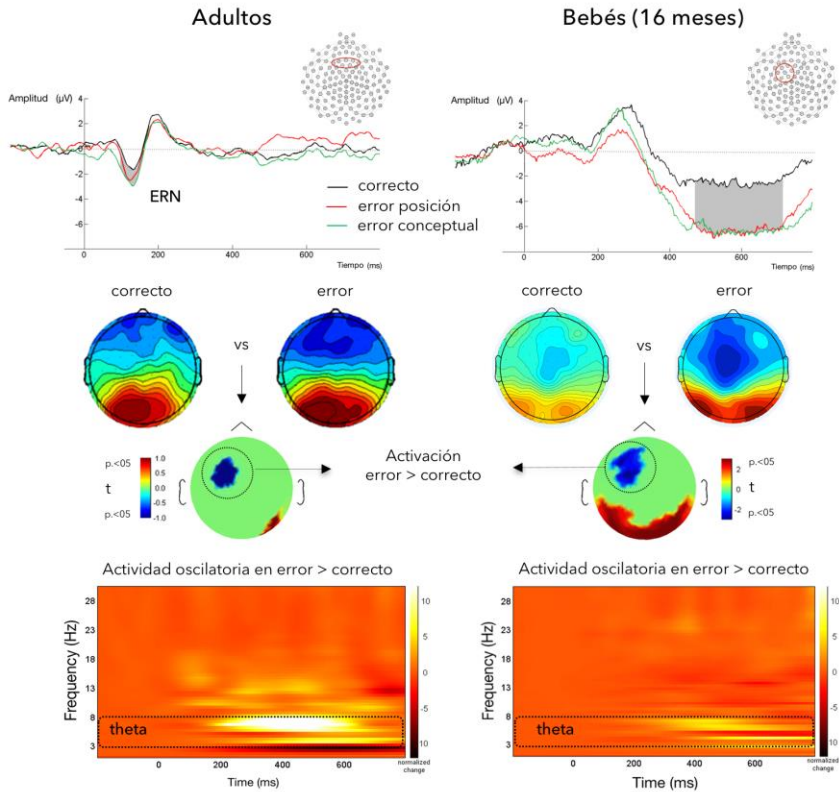 Adultos
Bebés (16 meses)
Amplitud (µV)
4
2
0
-2
-4
-6
ERN
0
200
400
600
Tiempo (ms)
correcto
error posición
error conceptual
Amplitud (µV)
4
2
0
-2
-4
-6
0
200
400
600
Tiempo (ms)
correcto
error
vs
correcto
error
vs
p.<05
t
p.<05
1.0
0.5
0.0
-0.5
-1.0
Activación
error > correcto
3
2
0
-2
-3
p.<05
t
p.<05
Actividad oscilatoria en error > correcto
Frequency (Hz)
28
23
18
13
8
3
theta
0
200
400
600
Time (ms)
10
5
0
-5
-10
normalized
change
Actividad oscilatoria en error > correcto
Frequency (Hz)
28
23
18
13
8
3
theta
0
200
400
600
Time (ms)
10
5
0
-5
-10
normalized
change